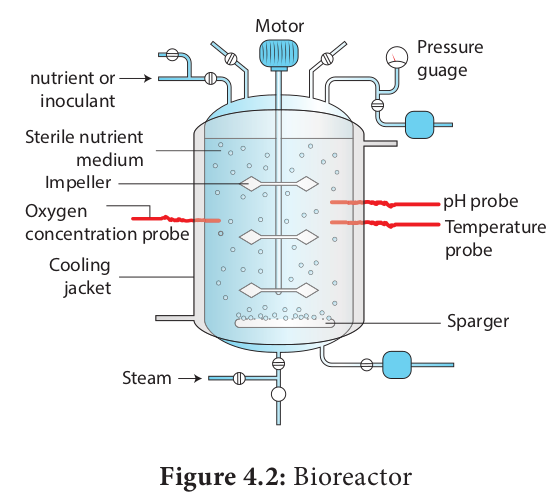 Motor
Pressure
guage
nutrient or
inoculant
Sterile nutrient
medium
Impeller
Oxygen
concentration probe
pH probe
Temperature
probe
Cooling
jacket
Sparger
Steam
Figure 4.2: Bioreactor